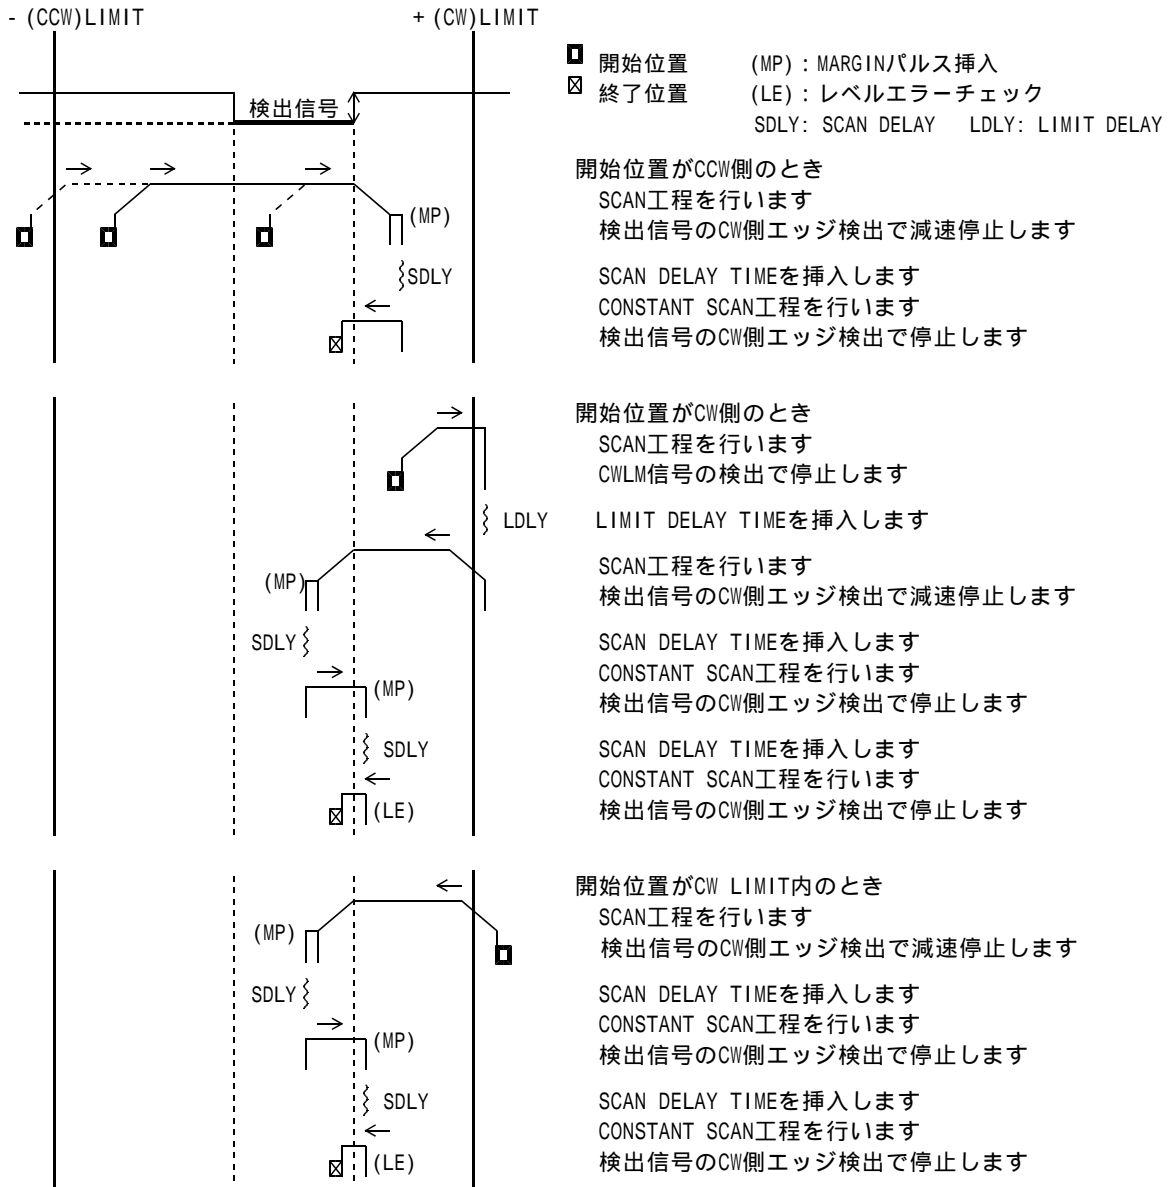 - (CCW)LIMIT
+ (CW)LIMIT
開始位置 (MP) : MARGINパルス挿入
終了位置 (LE) : レベルエラーチェック
SDLY: SCAN DELAY LDLY: LIMIT DELAY
検出信号
(MP)
SDLY
開始位置がCCW側のとき
SCAN工程を行います
検出信号のCW側エッジ検出で減速停止します
SCAN DELAY TIMEを挿入します
CONSTANT SCAN工程を行います
検出信号のCW側エッジ検出で停止します
開始位置がCW側のとき
SCAN工程を行います
CWLM信号の検出で停止します
LDLY LIMIT DELAY TIMEを挿入します
SCAN工程を行います
(MP) 検出信号のCW側エッジ検出で減速停止します
SDLY SCAN DELAY TIMEを挿入します
CONSTANT SCAN工程を行います
(MP) 検出信号のCW側エッジ検出で停止します
SDLY SCAN DELAY TIMEを挿入します
CONSTANT SCAN工程を行います
(LE) 検出信号のCW側エッジ検出で停止します
開始位置がCW LIMIT内のとき
SCAN工程を行います
(MP) 検出信号のCW側エッジ検出で減速停止します
SDLY SCAN DELAY TIMEを挿入します
CONSTANT SCAN工程を行います
(MP) 検出信号のCW側エッジ検出で停止します
SDLY SCAN DELAY TIMEを挿入します
CONSTANT SCAN工程を行います
(LE) 検出信号のCW側エッジ検出で停止します